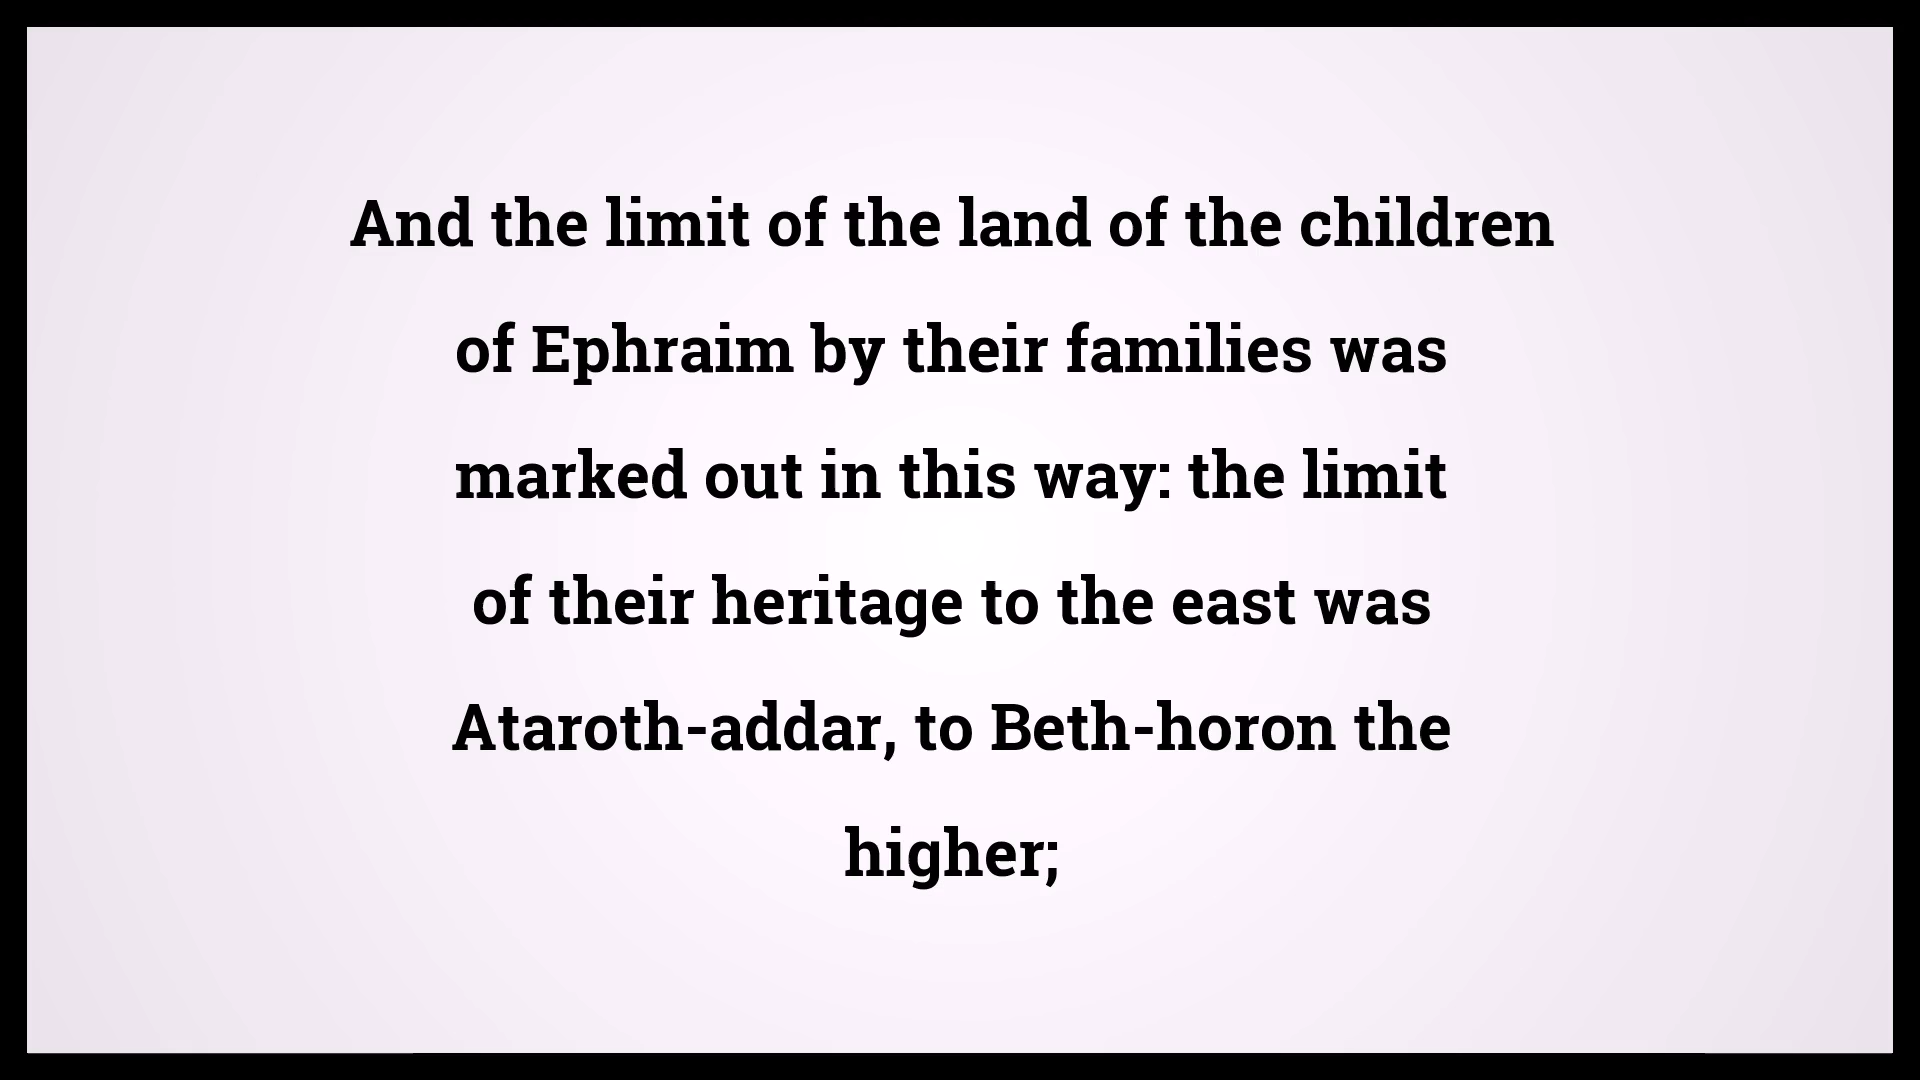 And the limit of the land of the children
of Ephraim by their families was
marked out in this way: the limit
of their heritage to the east was
Ataroth-addar, to Beth-horon the
higher;